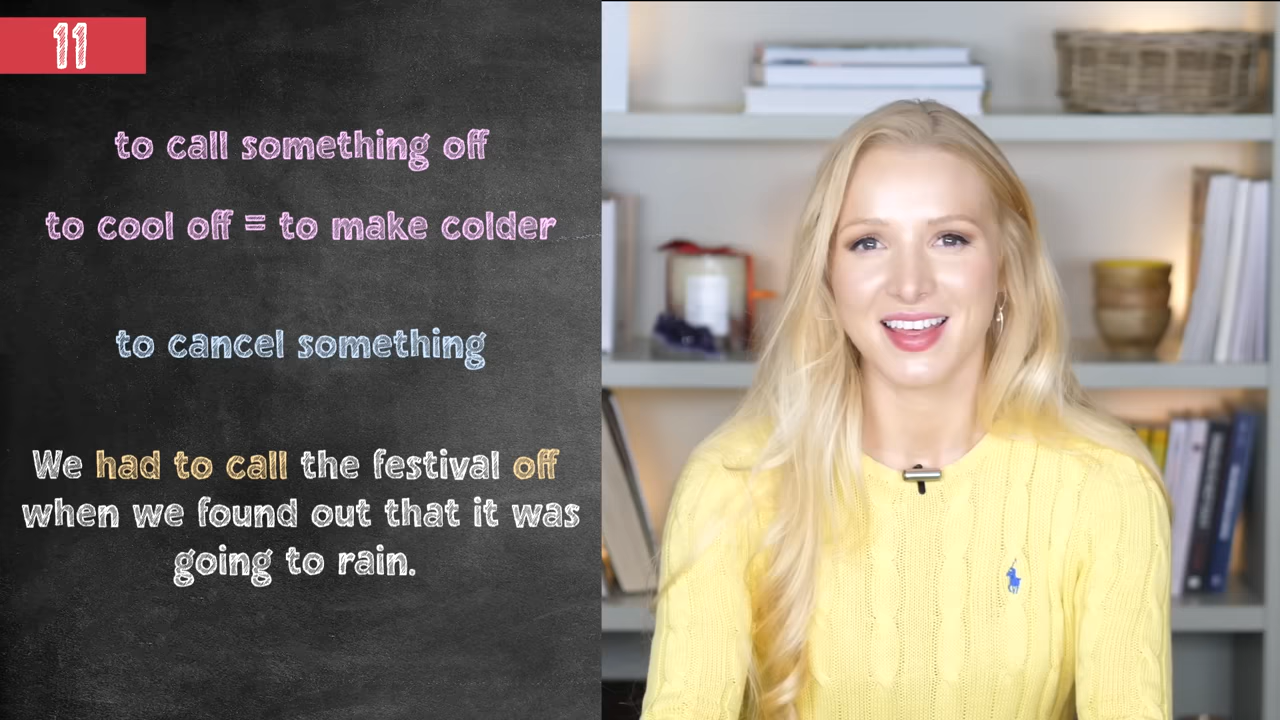 11
to call something off
to cool off = to make colder
to cancel something
We had to call the festival off
when we found out that it was
going to rain.